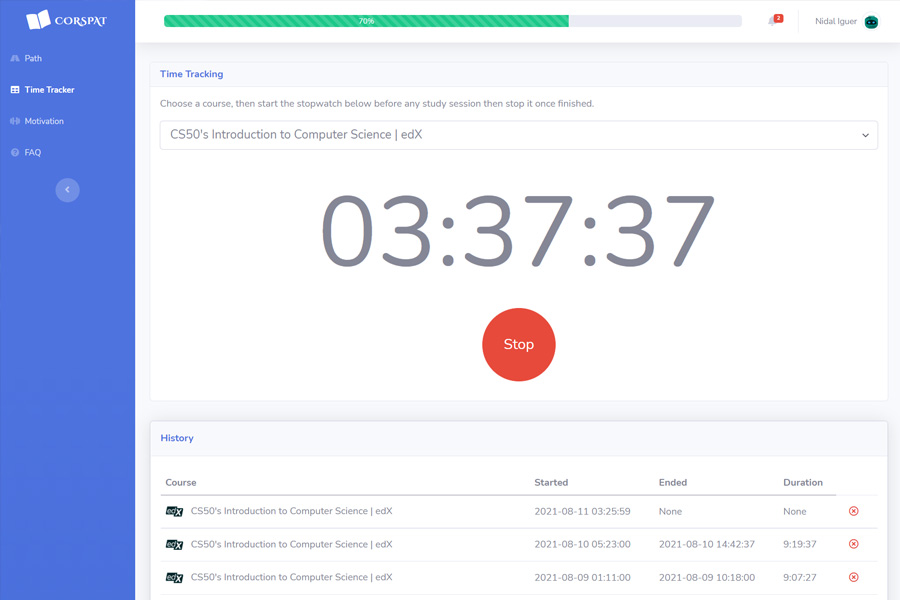 CORSPAT
70%
2
Nidal Iguer
Path
Time Tracker
Motivation
FAQ
Time Tracking
Choose a course, then start the stopwatch below before any study session then stop it once finished.
CS50's Introduction to Computer Science | edX
03:37:37
Stop
History
Course Started Ended Duration
edX CS50's Introduction to Computer Science | edX 2021-08-11 03:25:59 None None
edX CS50's Introduction to Computer Science | edX 2021-08-10 05:23:00 2021-08-10 14:42:37 9:19:37
edX CS50's Introduction to Computer Science | edX 2021-08-09 01:11:00 2021-08-09 10:18:00 9:07:27